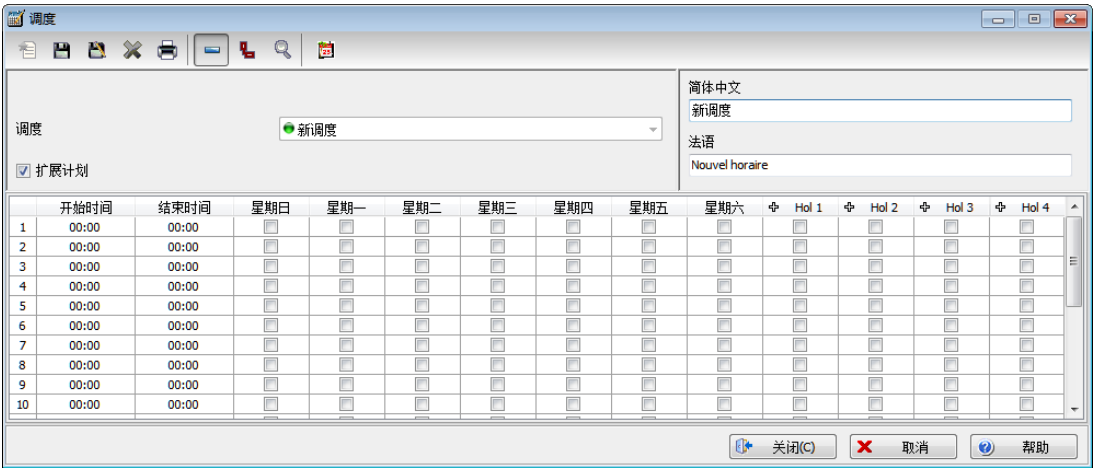 调度
23
简体中文
新调度
调度
新调度
法语
Nouvel horaire
扩展计划
开始时间 结束时间 星期日 星期一 星期二 星期三 星期四 星期五 星期六 Hol 1 Hol 2 Hol 3 Hol 4
1 00:00 00:00
2 00:00 00:00
3 00:00 00:00
4 00:00 00:00
5 00:00 00:00
6 00:00 00:00
7 00:00 00:00
8 00:00 00:00
9 00:00 00:00
10 00:00 00:00
关闭(C) 取消 帮助